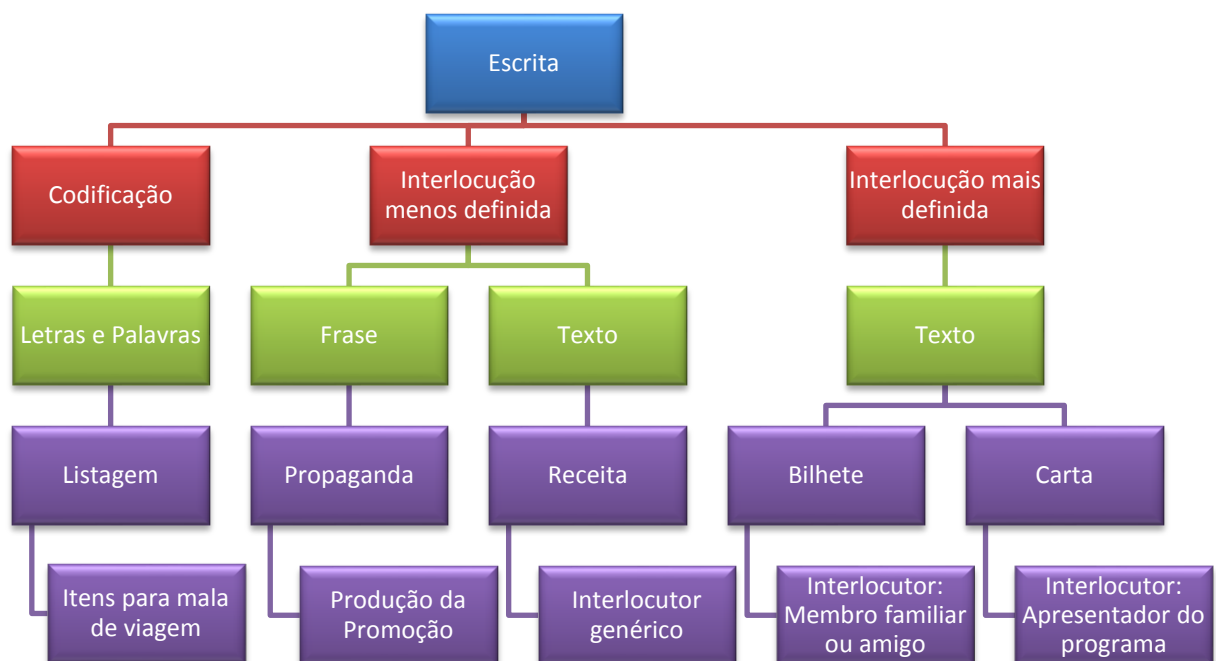 Escrita
Codificação
Interlocução
menos definida
Interlocução mais
definida
Letras e Palavras
Frase
Texto
Texto
Listagem
Propaganda
Receita
Bilhete
Carta
Itens para mala
de viagem
Produção da
Promoção
Interlocutor
genérico
Interlocutor:
Membro familiar
ou amigo
Interlocutor:
Apresentador do
programa